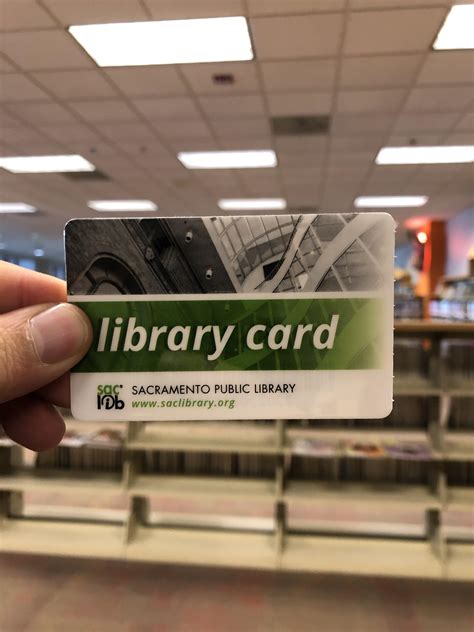 library card
sac
lib
SACRAMENTO PUBLIC LIBRARY
www.saclibrary.org